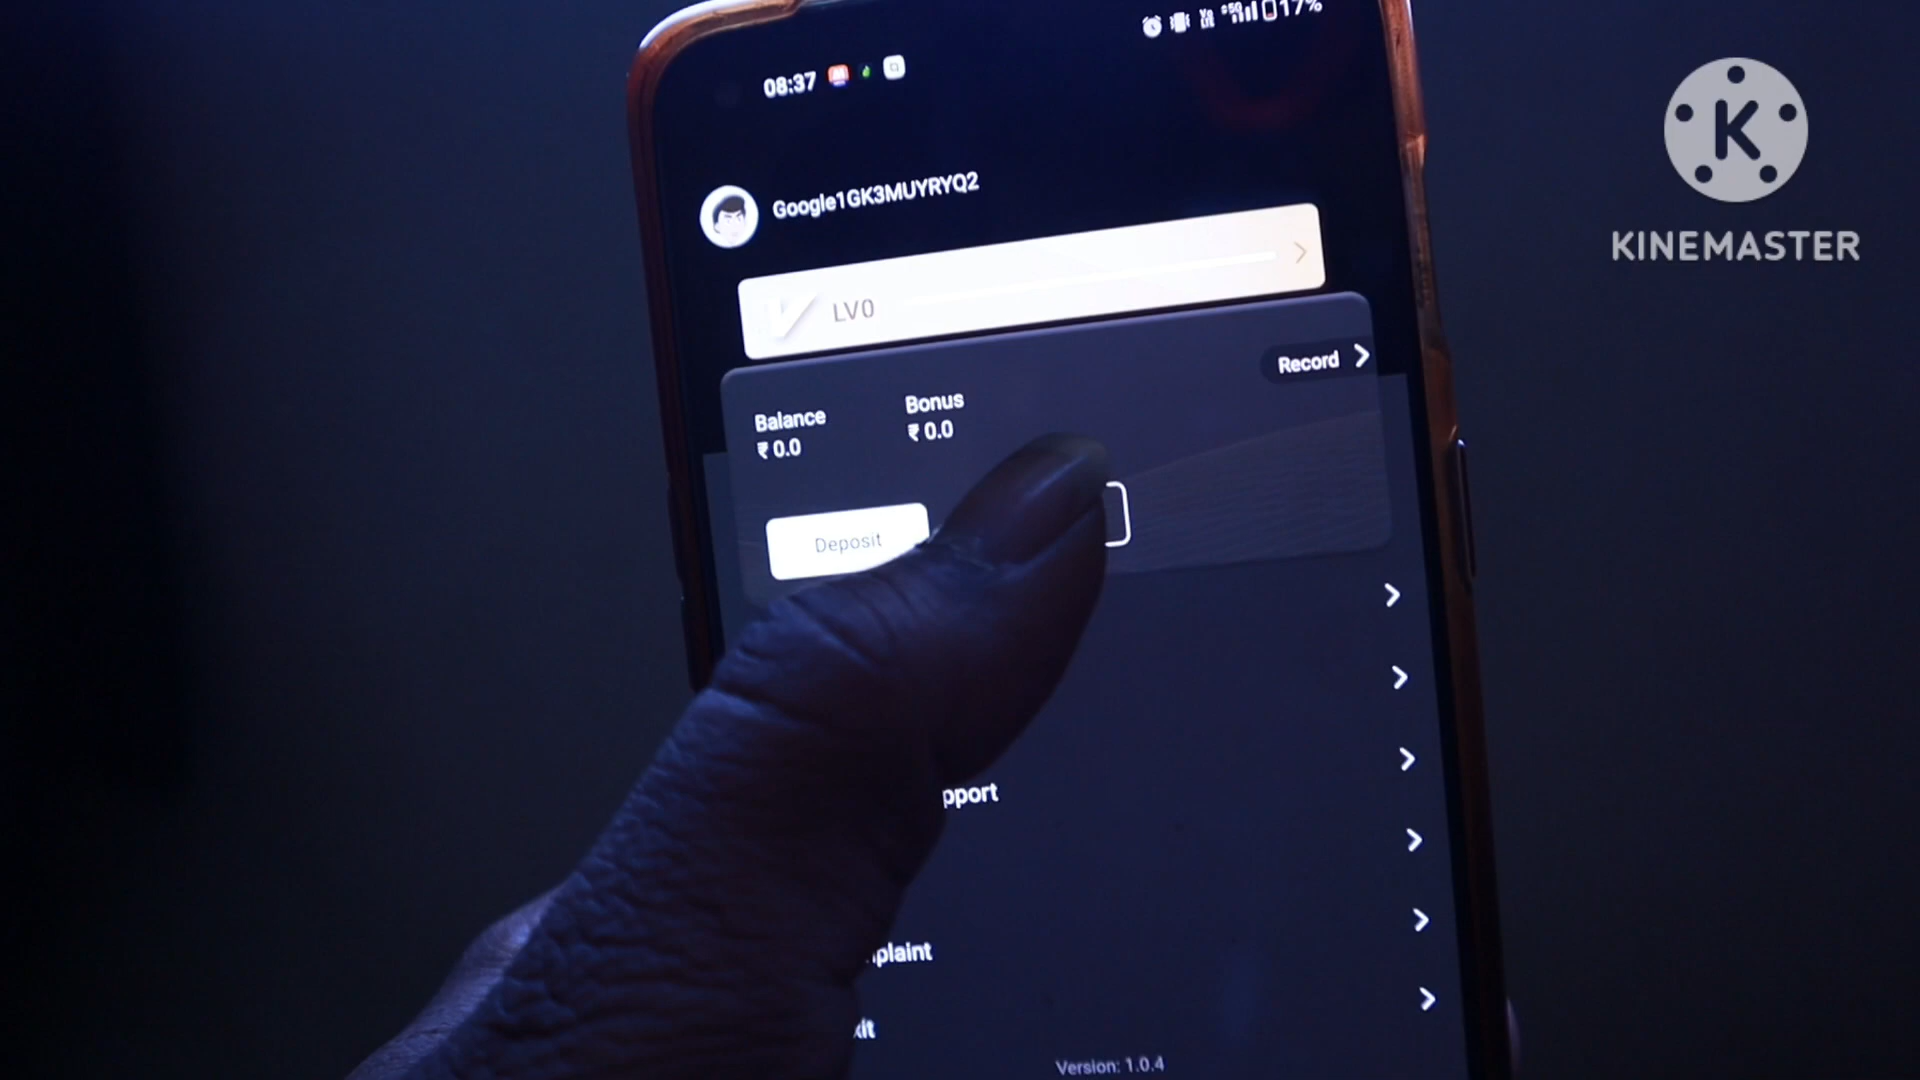 08:37
17%
Google1GK3MUYRYQ2
LV0
Record
Balance
₹ 0.0
Bonus
₹ 0.0
Deposit
pport
plaint
xit
Version: 1.0.4
K
KINEMASTER